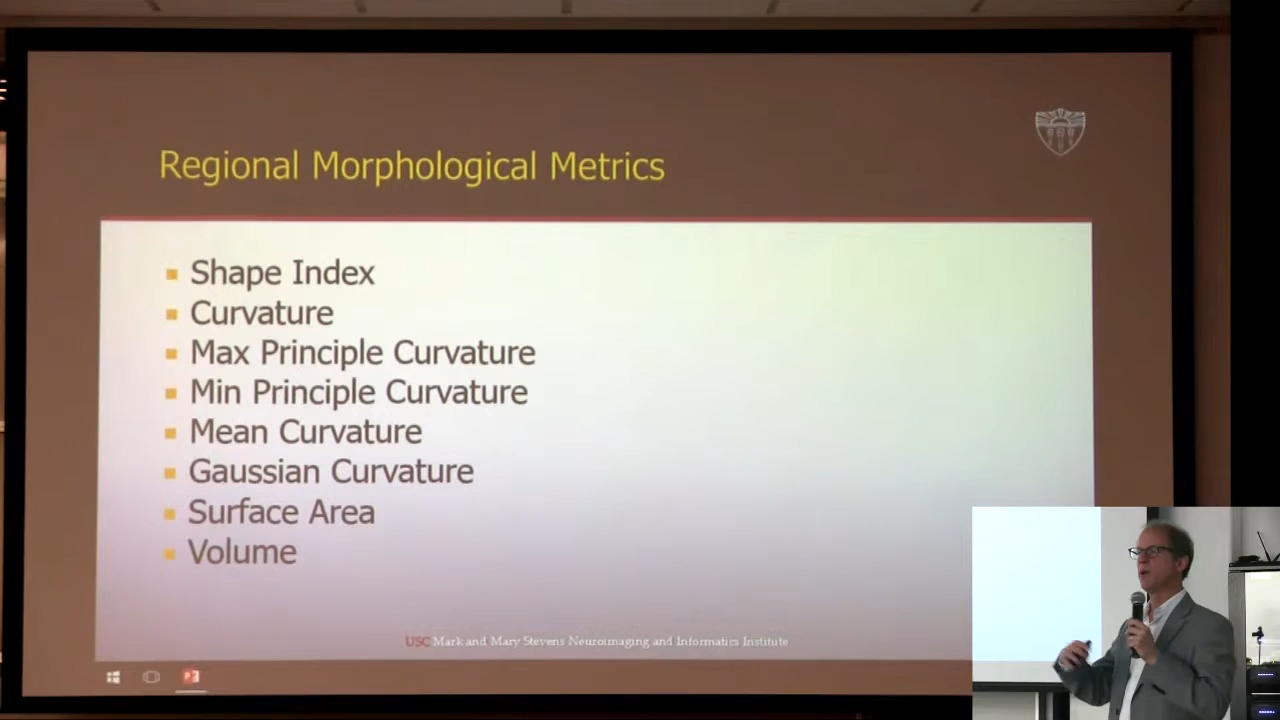 Regional Morphological Metrics
Shape Index
Curvature
Max Principle Curvature
Min Principle Curvature
Mean Curvature
Gaussian Curvature
Surface Area
Volume
USC Mark and Mary Stevens Neuroimaging and Informatics Institute